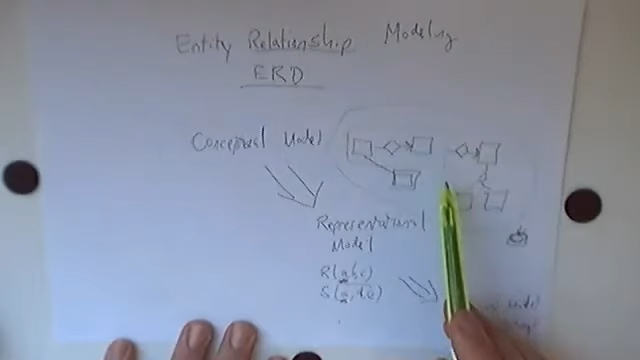 Entity Relationship Modeling
ERD
Conceptual Model
Representational
Model
R(a,b,c)
S(a,d,e)